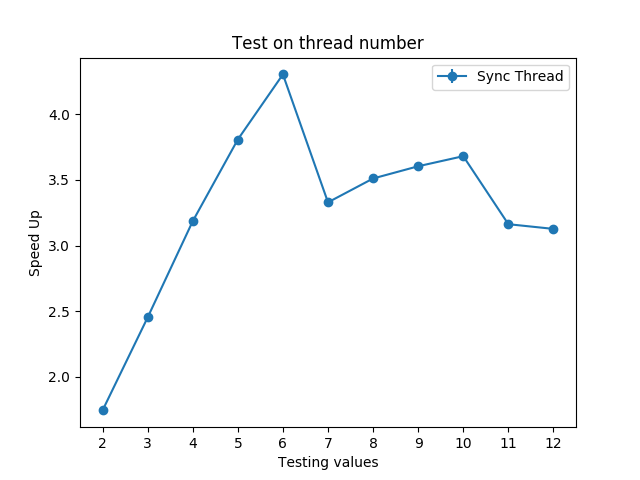 Test on thread number
Sync Thread
Speed Up
4.0
3.5
3.0
2.5
2.0
2 3 4 5 6 7 8 9 10 11 12
Testing values